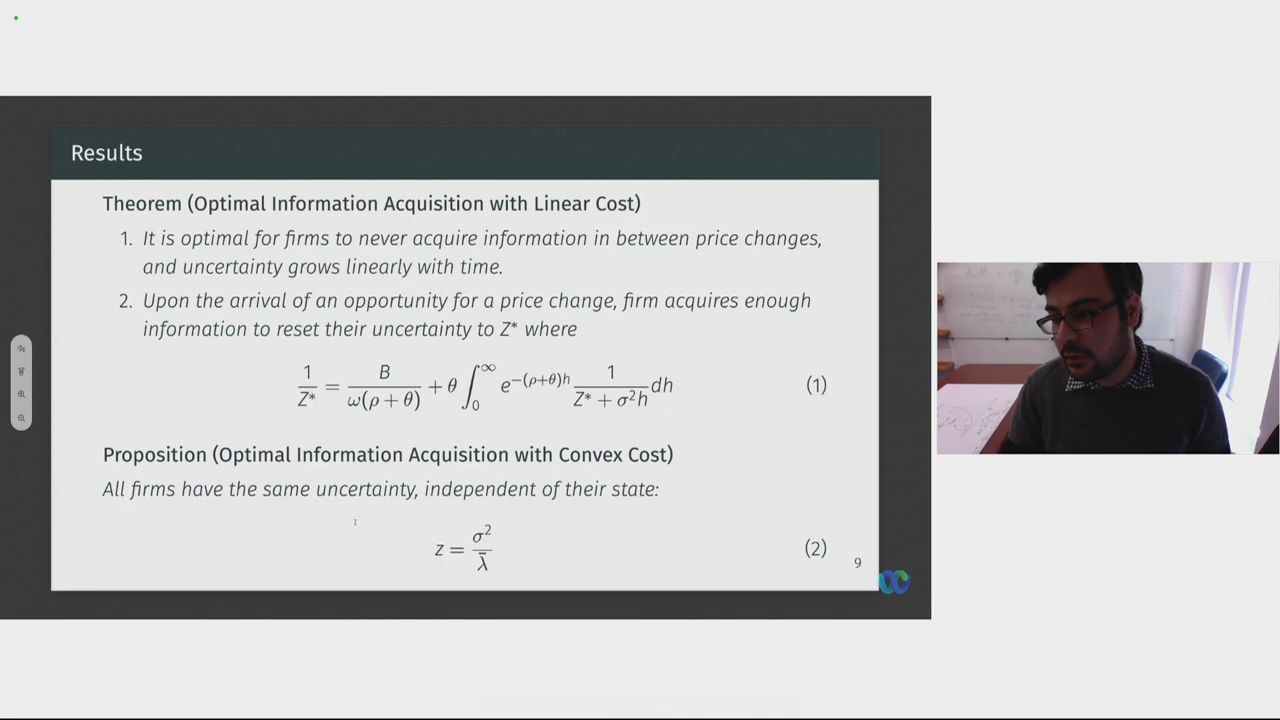 Results
Theorem (Optimal Information Acquisition with Linear Cost)
1. It is optimal for firms to never acquire information in between price changes,
and uncertainty grows linearly with time.
2. Upon the arrival of an opportunity for a price change, firm acquires enough
information to reset their uncertainty to Z* where
1/Z* = B/ω(ρ + θ) + θ ∫₀^∞ e^−(ρ+θ)h 1/(Z* + σ²h) dh (1)
Proposition (Optimal Information Acquisition with Convex Cost)
All firms have the same uncertainty, independent of their state:
z = σ²/λ̄ (2)
9